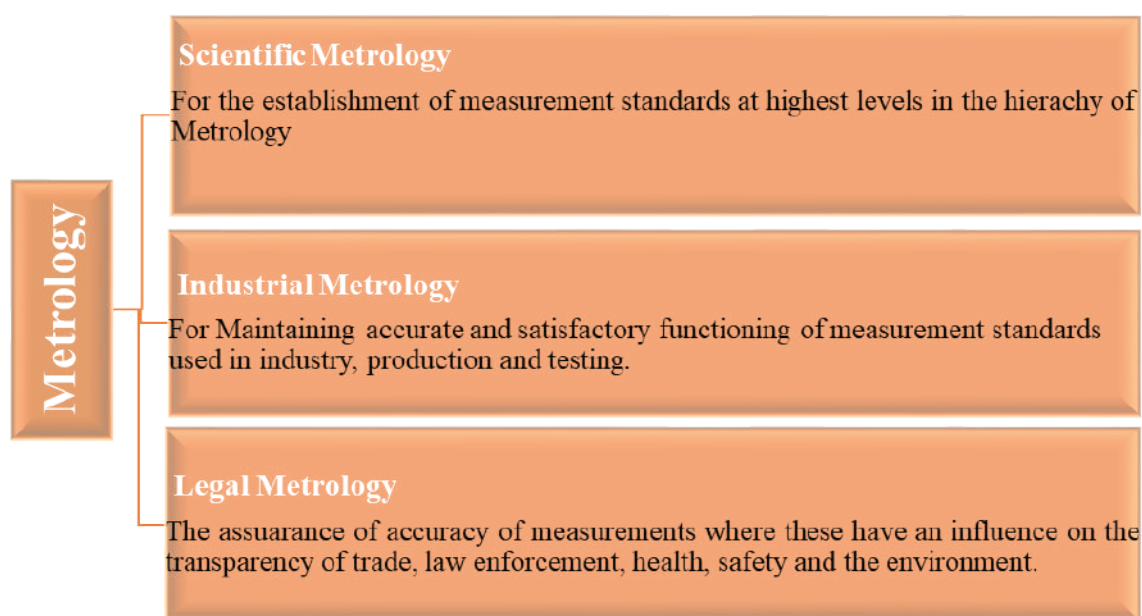 Metrology
Scientific Metrology
For the establishment of measurement standards at highest levels in the hierachy of
Metrology
Industrial Metrology
For Maintaining accurate and satisfactory functioning of measurement standards
used in industry, production and testing.
Legal Metrology
The assuarance of accuracy of measurements where these have an influence on the
transparency of trade, law enforcement, health, safety and the environment.